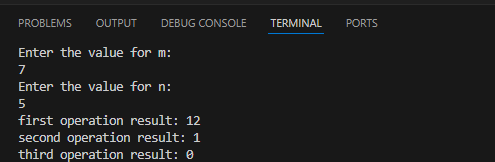 PROBLEMS OUTPUT DEBUG CONSOLE TERMINAL PORTS
Enter the value for m:
7
Enter the value for n:
5
first operation result: 12
second operation result: 1
third operation result: 0